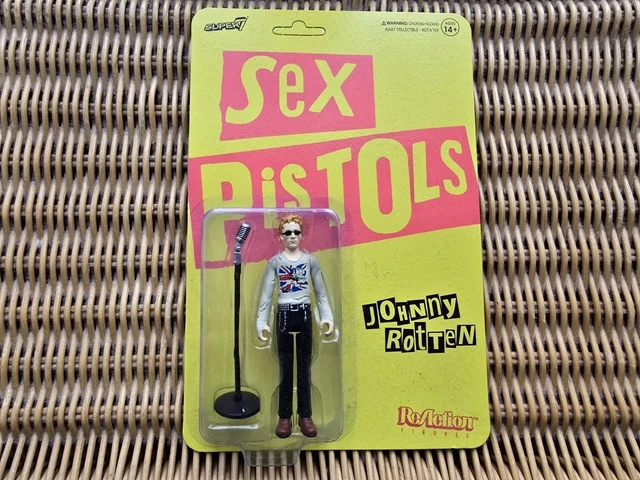 SUPER7
WARNING: CHOKING HAZARD
ADULT COLLECTIBLE - NOT A TOY
AGES
14+
SeX
PisTOLs
JOHNNY
RoTTEN
ReAction
FIGURES